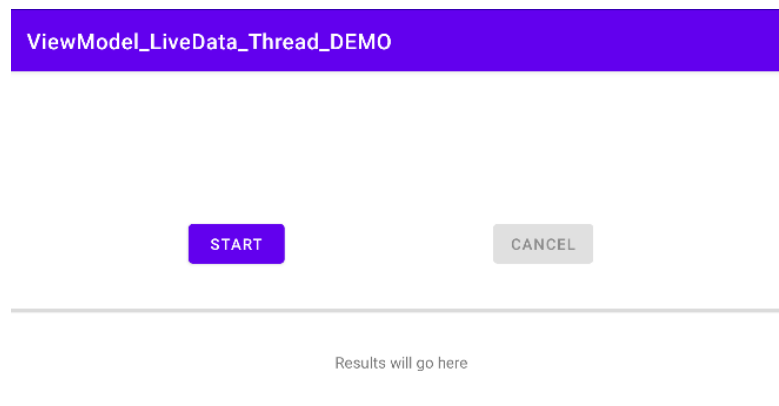 ViewModel_LiveData_Thread_DEMO
START
CANCEL
Results will go here